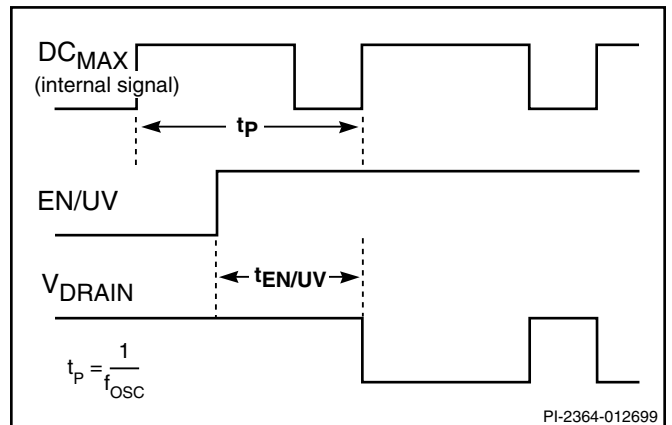 DCMAX
(internal signal)
tP
EN/UV
tEN/UV
VDRAIN
tP = 1/fOSC
PI-2364-012699